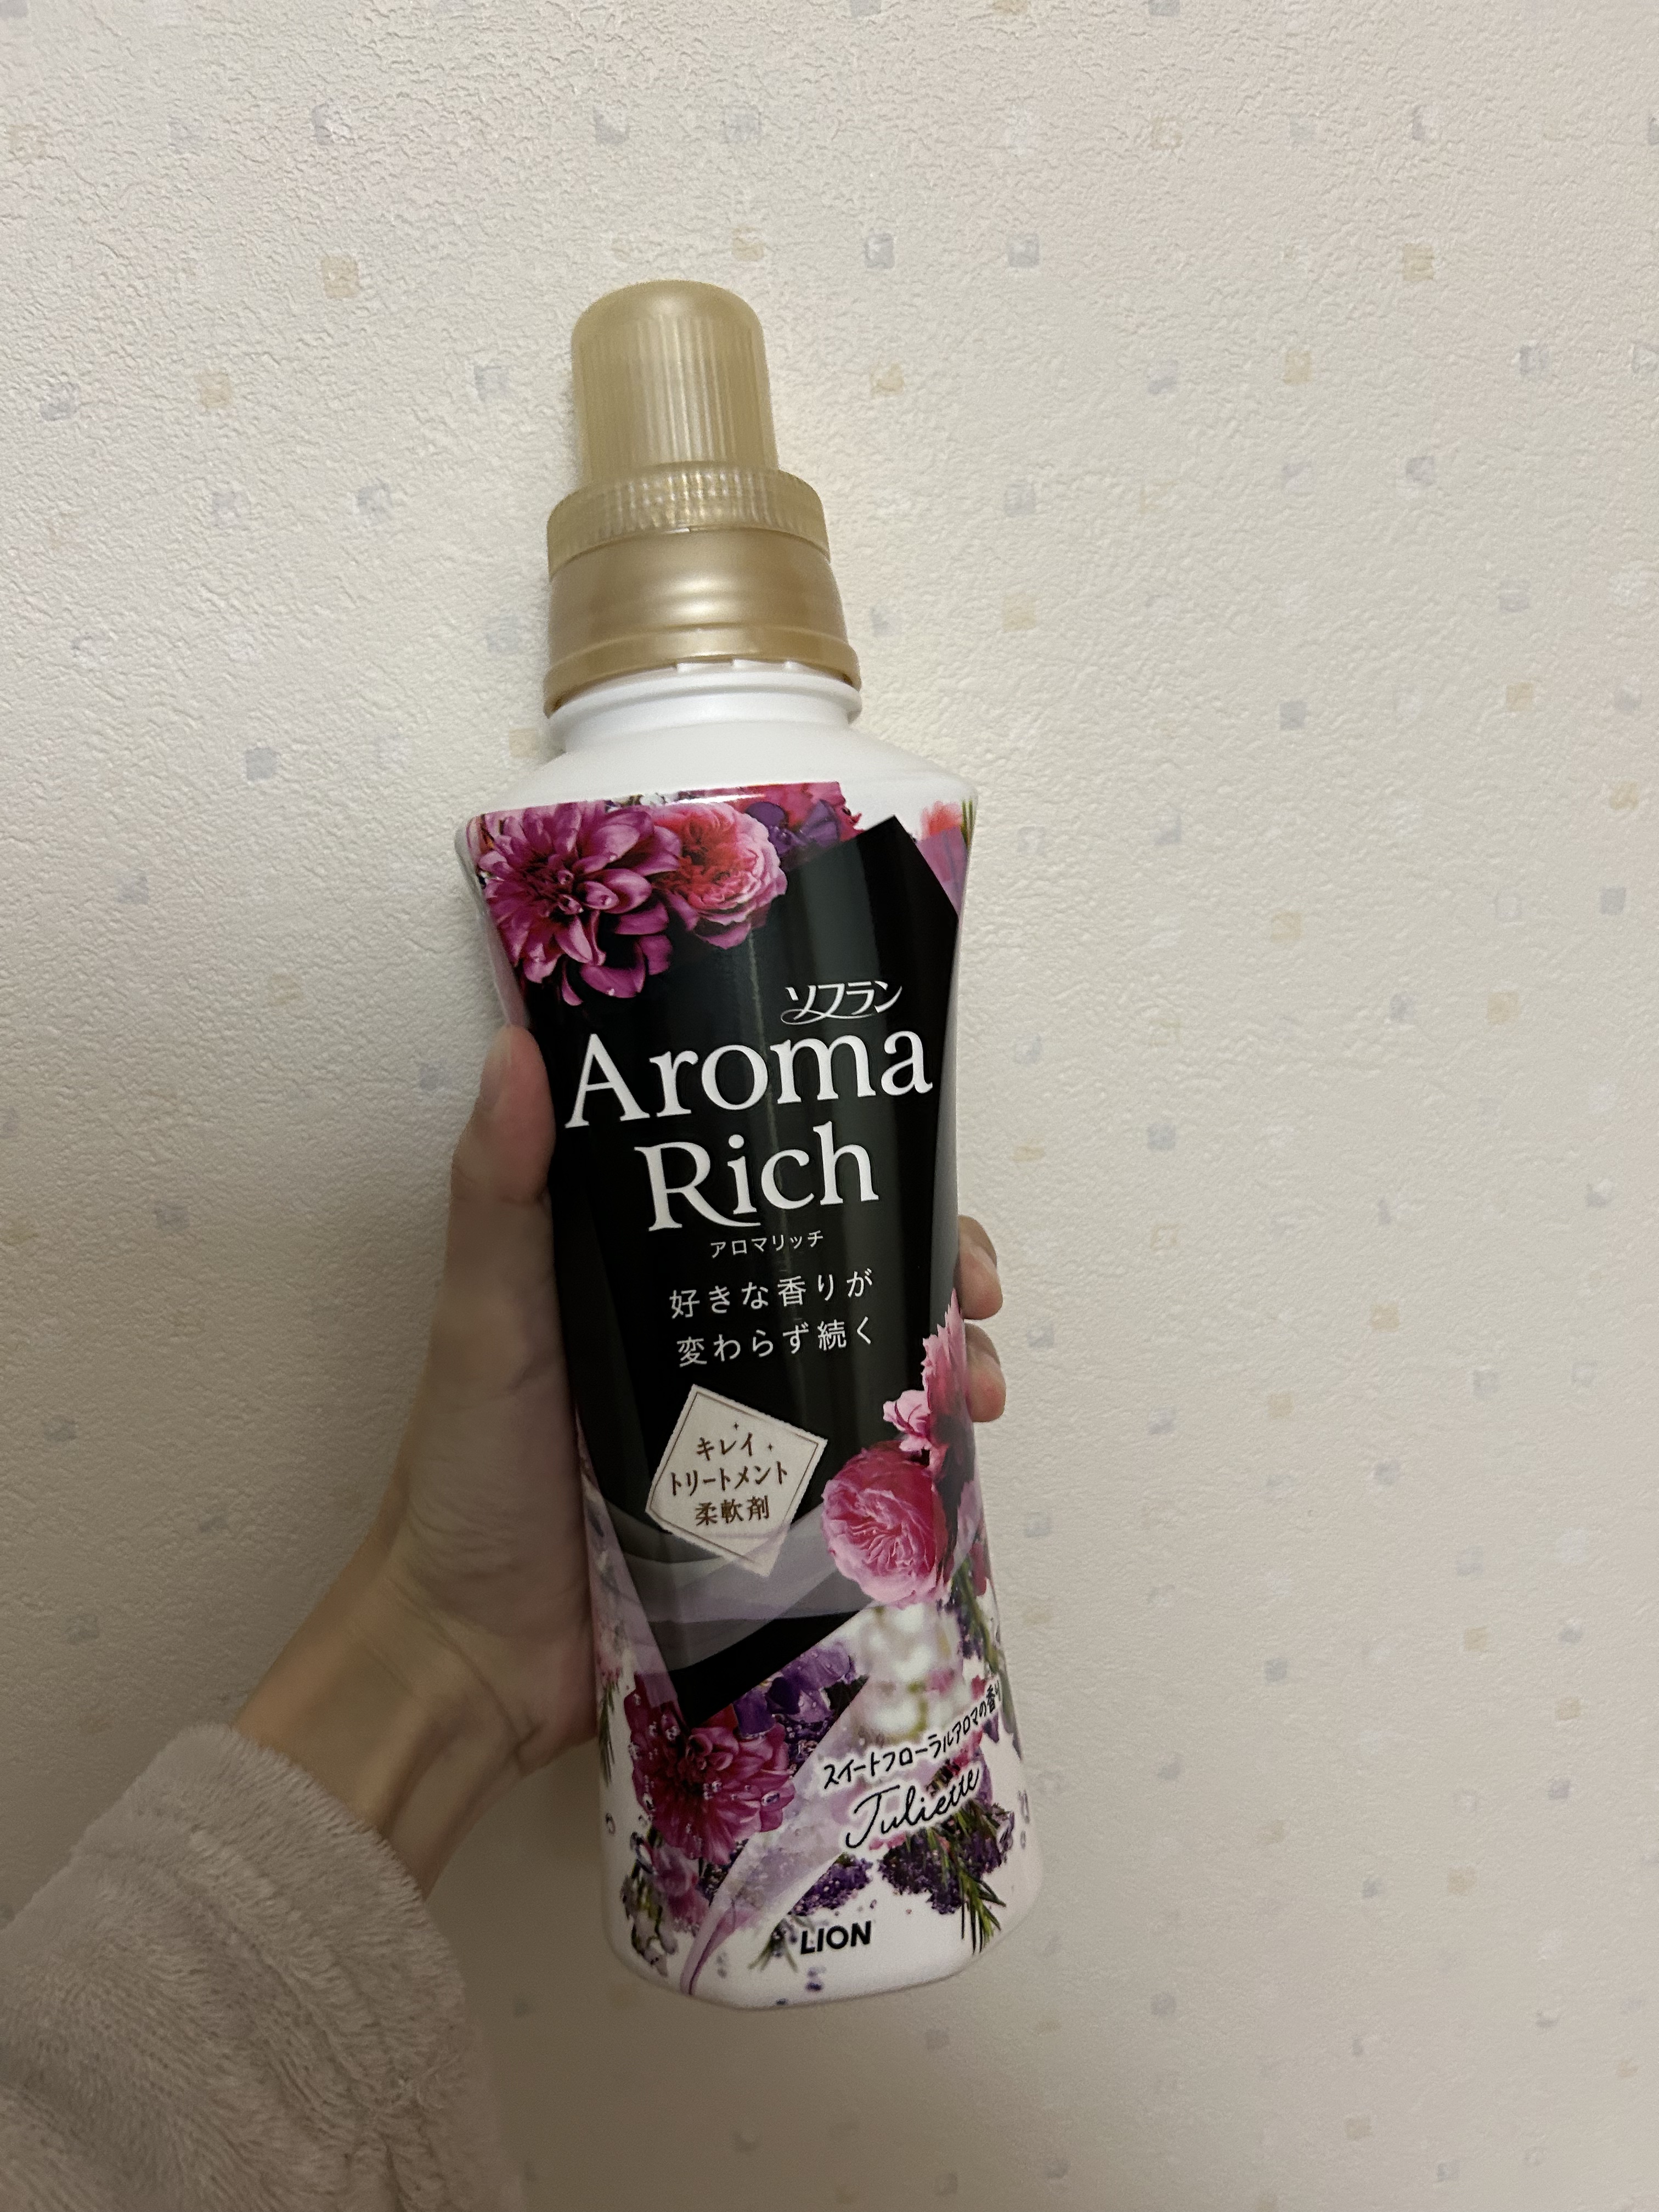 ソフラン
Aroma
Rich
アロマリッチ
好きな香りが
変わらず続く
キレイ
トリートメント
柔軟剤
スイートフローラルアロマの香り
Juliette
LION